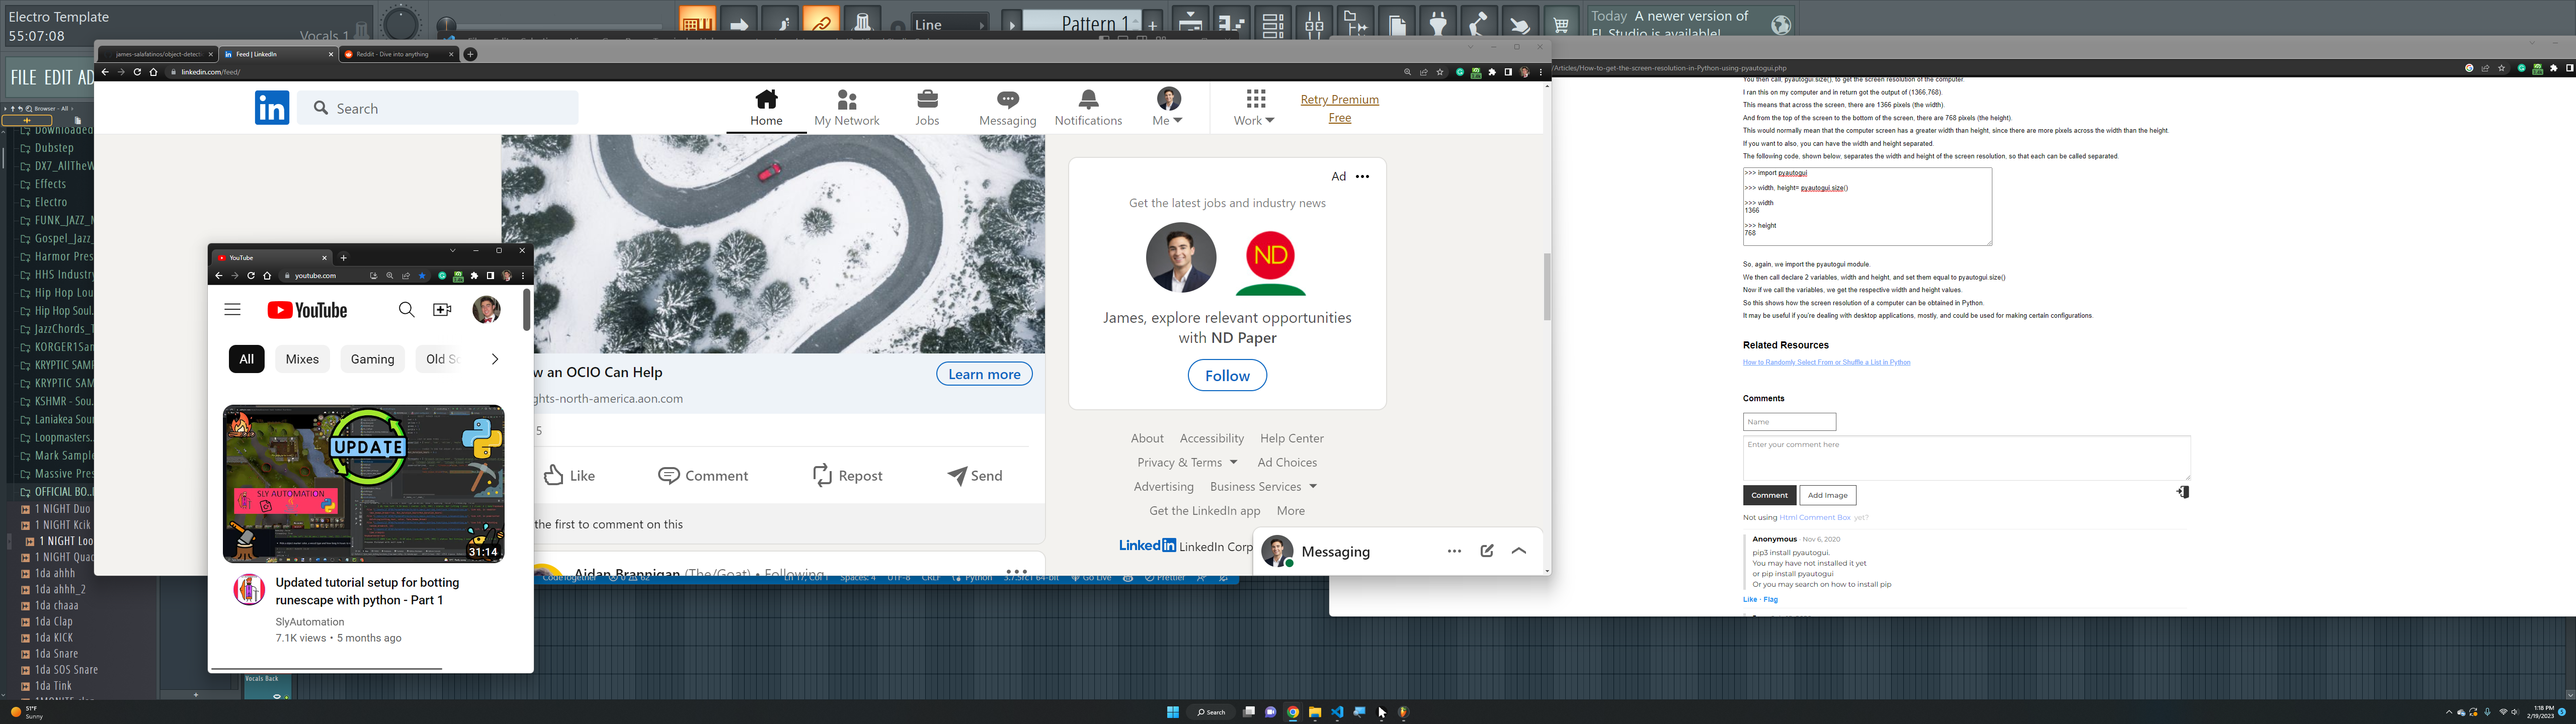 Electro Template
55:07:08
Vocals 1
Line
Pattern 1
Today A newer version of
FL Studio is available!
FILE EDIT AD
Browser - All
Downloaded
Dubstep
DX7_AllTheW
Effects
Electro
FUNK_JAZZ_
Gospel_Jazz_
Harmor Pres
HHS Industry
Hip Hop Lou
Hip Hop Soul.
JazzChords_1
KORGER1San
KRYPTIC SAMP
KRYPTIC SAM
KSHMR - Sou.
Laniakea Soun
Loopmasters..
Mark Sample
Massive Pres
OFFICIAL BO..
1 NIGHT Duo
1 NIGHT Kcik
1 NIGHT Loo
1 NIGHT Quad
1da ahhh
1da ahhh_2
1da chaaa
1da Clap
1da KICK
1da Snare
1da SOS Snare
1da Tink
Vocals Back
james-salafatinos/object-detect
Feed | LinkedIn
Reddit - Dive into anything
linkedin.com/feed/
Search
Home
My Network
Jobs
Messaging
Notifications
Me
Work
Retry Premium
Free
w an OCIO Can Help
Learn more
ghts-north-america.aon.com
5
Like
Comment
Repost
Send
the first to comment on this
Aidan Brannigan (The/Goat) • Following
Ad
Get the latest jobs and industry news
ND
James, explore relevant opportunities
with ND Paper
Follow
About Accessibility Help Center
Privacy & Terms Ad Choices
Advertising Business Services
Get the LinkedIn app More
LinkedIn LinkedIn Corp
Messaging
CodeTogether 0 62 Ln 17, Col 1 Spaces: 4 UTF-8 CRLF Python 3.7.5rc1 64-bit Go Live Prettier
YouTube
youtube.com
YouTube
All
Mixes
Gaming
Old Sc
UPDATE
SLY AUTOMATION
31:14
Updated tutorial setup for botting
runescape with python - Part 1
SlyAutomation
7.1K views • 5 months ago
/Articles/How-to-get-the-screen-resolution-in-Python-using-pyautogui.php
You then call, pyautogui.size(), to get the screen resolution of the computer.
I ran this on my computer and in return got the output of (1366,768).
This means that across the screen, there are 1366 pixels (the width).
And from the top of the screen to the bottom of the screen, there are 768 pixels (the height).
This would normally mean that the computer screen has a greater width than height, since there are more pixels across the width than the height.
If you want to also, you can have the width and height separated.
The following code, shown below, separates the width and height of the screen resolution, so that each can be called separated.
>>> import pyautogui
>>> width, height= pyautogui.size()
>>> width
1366
>>> height
768
So, again, we import the pyautogui module.
We then call declare 2 variables, width and height, and set them equal to pyautogui.size()
Now if we call the variables, we get the respective width and height values.
So this shows how the screen resolution of a computer can be obtained in Python.
It may be useful if you're dealing with desktop applications, mostly, and could be used for making certain configurations.
Related Resources
How to Randomly Select From or Shuffle a List in Python
Comments
Name
Enter your comment here
Comment
Add Image
Not using Html Comment Box yet?
Anonymous · Nov 6, 2020
pip3 install pyautogui.
You may have not installed it yet
or pip install pyautogui
Or you may search on how to install pip
Like · Flag
51°F
Sunny
Search
1:18 PM
2/19/2023